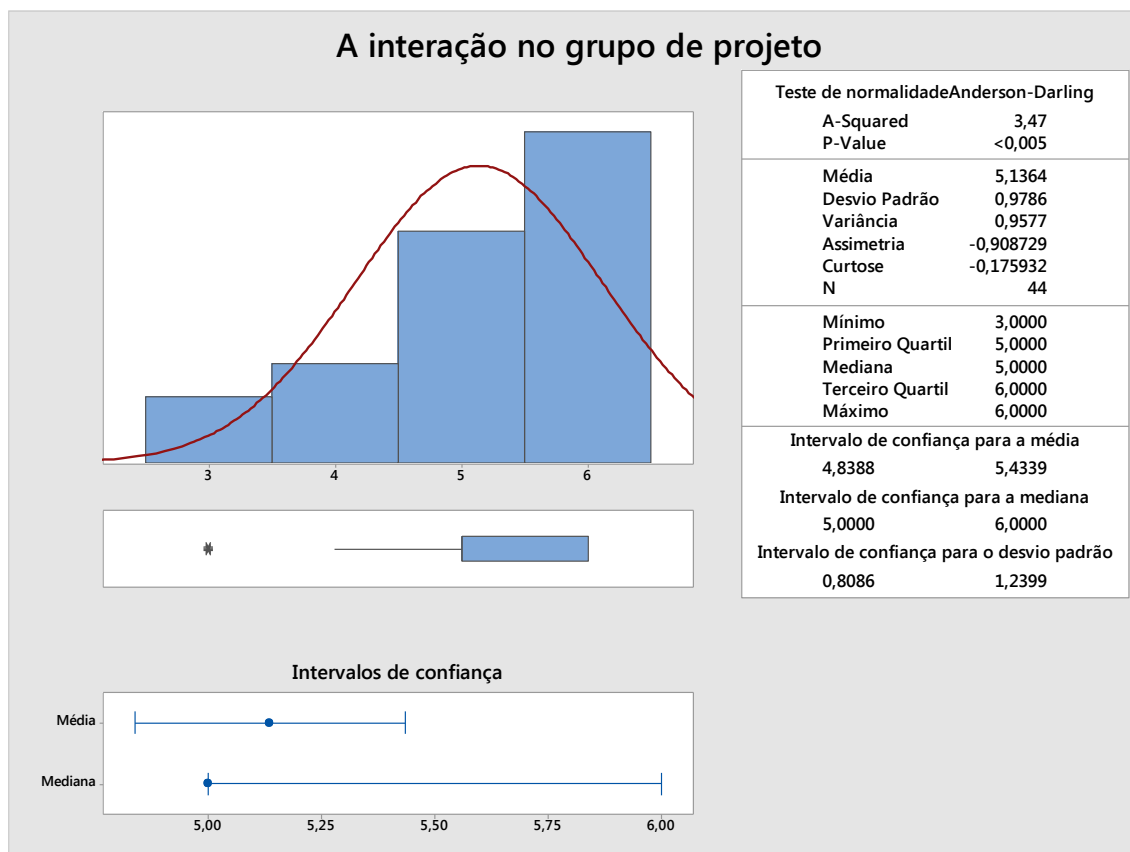 A interação no grupo de projeto
3 4 5 6
Intervalos de confiança
Média
Mediana
5,00 5,25 5,50 5,75 6,00
Teste de normalidadeAnderson-Darling
A-Squared 3,47
P-Value <0,005
Média 5,1364
Desvio Padrão 0,9786
Variância 0,9577
Assimetria -0,908729
Curtose -0,175932
N 44
Mínimo 3,0000
Primeiro Quartil 5,0000
Mediana 5,0000
Terceiro Quartil 6,0000
Máximo 6,0000
Intervalo de confiança para a média
4,8388 5,4339
Intervalo de confiança para a mediana
5,0000 6,0000
Intervalo de confiança para o desvio padrão
0,8086 1,2399